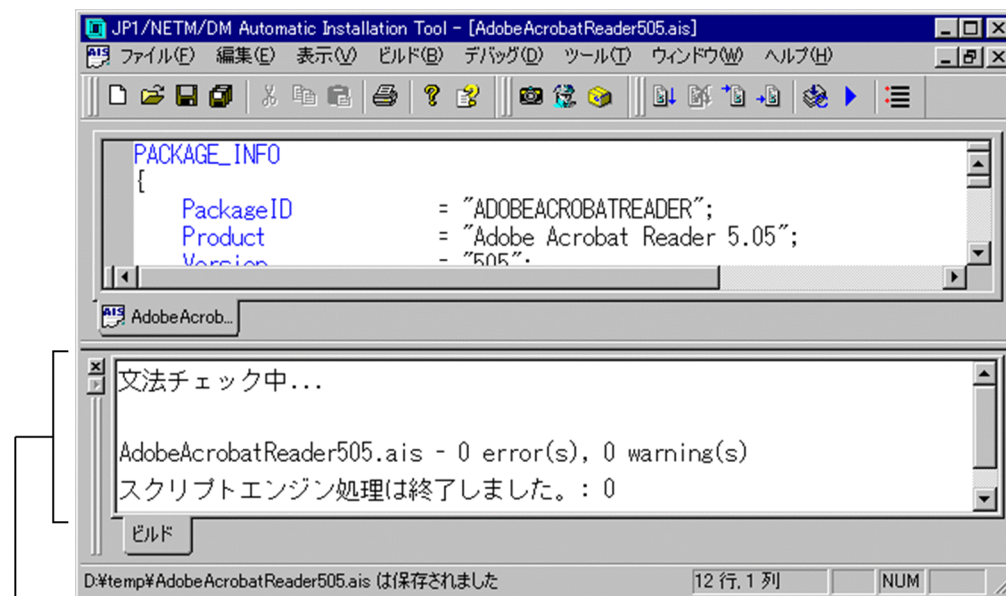 JP1/NETM/DM Automatic Installation Tool - [AdobeAcrobatReader505.ais]
ファイル(F) 編集(E) 表示(V) ビルド(B) デバッグ(D) ツール(T) ウィンドウ(W) ヘルプ(H)
PACKAGE_INFO
{
PackageID = "ADOBEACROBATREADER";
Product = "Adobe Acrobat Reader 5.05";
Version = "505";
AIS AdobeAcrob...
文法チェック中...
AdobeAcrobatReader505.ais - 0 error(s), 0 warning(s)
スクリプトエンジン処理は終了しました。: 0
ビルド
D:¥temp¥AdobeAcrobatReader505.ais は保存されました 12 行, 1 列 NUM